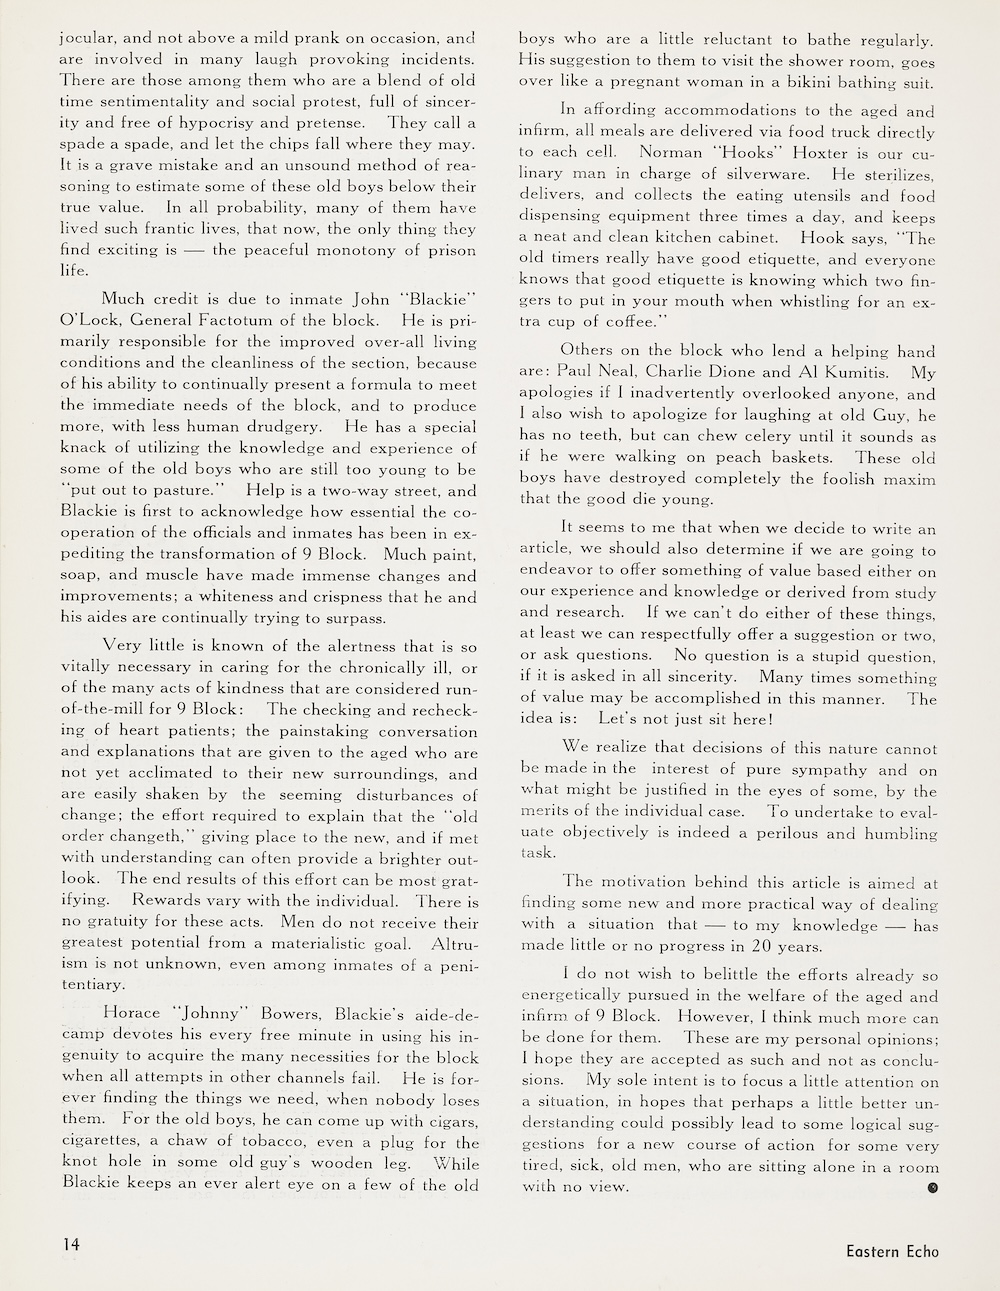 jocular, and not above a mild prank on occasion, and
are involved in many laugh provoking incidents.
There are those among them who are a blend of old
time sentimentality and social protest, full of sincer-
ity and free of hypocrisy and pretense. They call a
spade a spade, and let the chips fall where they may.
It is a grave mistake and an unsound method of rea-
soning to estimate some of these old boys below their
true value. In all probability, many of them have
lived such frantic lives, that now, the only thing they
find exciting is — the peaceful monotony of prison
life.
Much credit is due to inmate John "Blackie"
O'Lock, General Factotum of the block. He is pri-
marily responsible for the improved over-all living
conditions and the cleanliness of the section, because
of his ability to continually present a formula to meet
the immediate needs of the block, and to produce
more, with less human drudgery. He has a special
knack of utilizing the knowledge and experience of
some of the old boys who are still too young to be
"put out to pasture." Help is a two-way street, and
Blackie is first to acknowledge how essential the co-
operation of the officials and inmates has been in ex-
pediting the transformation of 9 Block. Much paint,
soap, and muscle have made immense changes and
improvements; a whiteness and crispness that he and
his aides are continually trying to surpass.
Very little is known of the alertness that is so
vitally necessary in caring for the chronically ill, or
of the many acts of kindness that are considered run-
of-the-mill for 9 Block: The checking and recheck-
ing of heart patients; the painstaking conversation
and explanations that are given to the aged who are
not yet acclimated to their new surroundings, and
are easily shaken by the seeming disturbances of
change; the effort required to explain that the "old
order changeth," giving place to the new, and if met
with understanding can often provide a brighter out-
look. The end results of this effort can be most grat-
ifying. Rewards vary with the individual. There is
no gratuity for these acts. Men do not receive their
greatest potential from a materialistic goal. Altru-
ism is not unknown, even among inmates of a peni-
tentiary.
Horace "Johnny" Bowers, Blackie's aide-de-
camp devotes his every free minute in using his in-
genuity to acquire the many necessities for the block
when all attempts in other channels fail. He is for-
ever finding the things we need, when nobody loses
them. For the old boys, he can come up with cigars,
cigarettes, a chaw of tobacco, even a plug for the
knot hole in some old guy's wooden leg. While
Blackie keeps an ever alert eye on a few of the old
boys who are a little reluctant to bathe regularly.
His suggestion to them to visit the shower room, goes
over like a pregnant woman in a bikini bathing suit.
In affording accommodations to the aged and
infirm, all meals are delivered via food truck directly
to each cell. Norman "Hooks" Hoxter is our cu-
linary man in charge of silverware. He sterilizes,
delivers, and collects the eating utensils and food
dispensing equipment three times a day, and keeps
a neat and clean kitchen cabinet. Hook says, "The
old timers really have good etiquette, and everyone
knows that good etiquette is knowing which two fin-
gers to put in your mouth when whistling for an ex-
tra cup of coffee."
Others on the block who lend a helping hand
are: Paul Neal, Charlie Dione and Al Kumitis. My
apologies if I inadvertently overlooked anyone, and
I also wish to apologize for laughing at old Guy, he
has no teeth, but can chew celery until it sounds as
if he were walking on peach baskets. These old
boys have destroyed completely the foolish maxim
that the good die young.
It seems to me that when we decide to write an
article, we should also determine if we are going to
endeavor to offer something of value based either on
our experience and knowledge or derived from study
and research. If we can't do either of these things,
at least we can respectfully offer a suggestion or two,
or ask questions. No question is a stupid question,
if it is asked in all sincerity. Many times something
of value may be accomplished in this manner. The
idea is: Let's not just sit here!
We realize that decisions of this nature cannot
be made in the interest of pure sympathy and on
what might be justified in the eyes of some, by the
merits of the individual case. To undertake to eval-
uate objectively is indeed a perilous and humbling
task.
The motivation behind this article is aimed at
finding some new and more practical way of dealing
with a situation that — to my knowledge — has
made little or no progress in 20 years.
I do not wish to belittle the efforts already so
energetically pursued in the welfare of the aged and
infirm of 9 Block. However, I think much more can
be done for them. These are my personal opinions;
I hope they are accepted as such and not as conclu-
sions. My sole intent is to focus a little attention on
a situation, in hopes that perhaps a little better un-
derstanding could possibly lead to some logical sug-
gestions for a new course of action for some very
tired, sick, old men, who are sitting alone in a room
with no view.
14
Eastern Echo